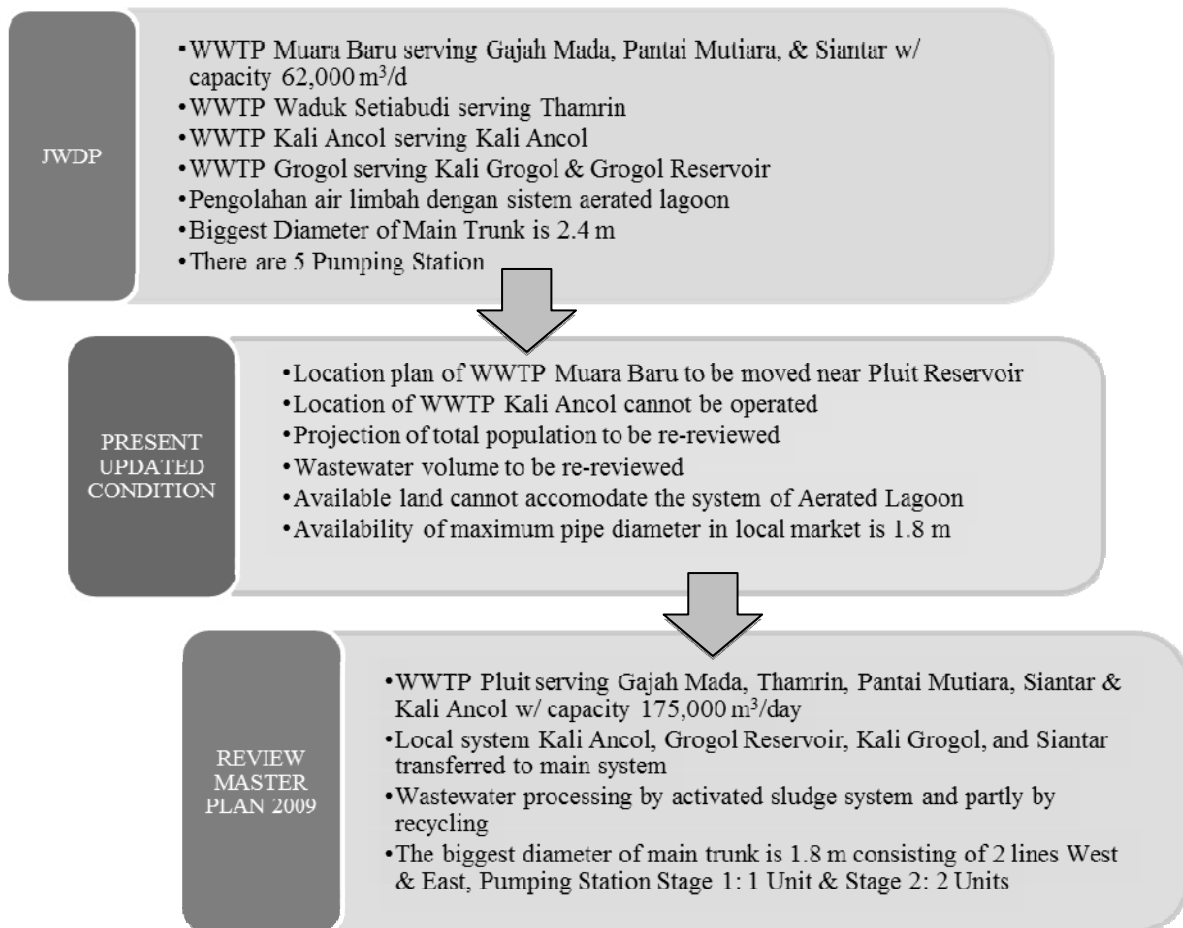 JWDP
•WWTP Muara Baru serving Gajah Mada, Pantai Mutiara, & Siantar w/
capacity 62,000 m³/d
•WWTP Waduk Setiabudi serving Thamrin
•WWTP Kali Ancol serving Kali Ancol
•WWTP Grogol serving Kali Grogol & Grogol Reservoir
•Pengolahan air limbah dengan sistem aerated lagoon
•Biggest Diameter of Main Trunk is 2.4 m
•There are 5 Pumping Station
PRESENT
UPDATED
CONDITION
•Location plan of WWTP Muara Baru to be moved near Pluit Reservoir
•Location of WWTP Kali Ancol cannot be operated
•Projection of total population to be re-reviewed
•Wastewater volume to be re-reviewed
•Available land cannot accomodate the system of Aerated Lagoon
•Availability of maximum pipe diameter in local market is 1.8 m
REVIEW
MASTER
PLAN 2009
•WWTP Pluit serving Gajah Mada, Thamrin, Pantai Mutiara, Siantar &
Kali Ancol w/ capacity 175,000 m³/day
•Local system Kali Ancol, Grogol Reservoir, Kali Grogol, and Siantar
transferred to main system
•Wastewater processing by activated sludge system and partly by
recycling
•The biggest diameter of main trunk is 1.8 m consisting of 2 lines West
& East, Pumping Station Stage 1: 1 Unit & Stage 2: 2 Units